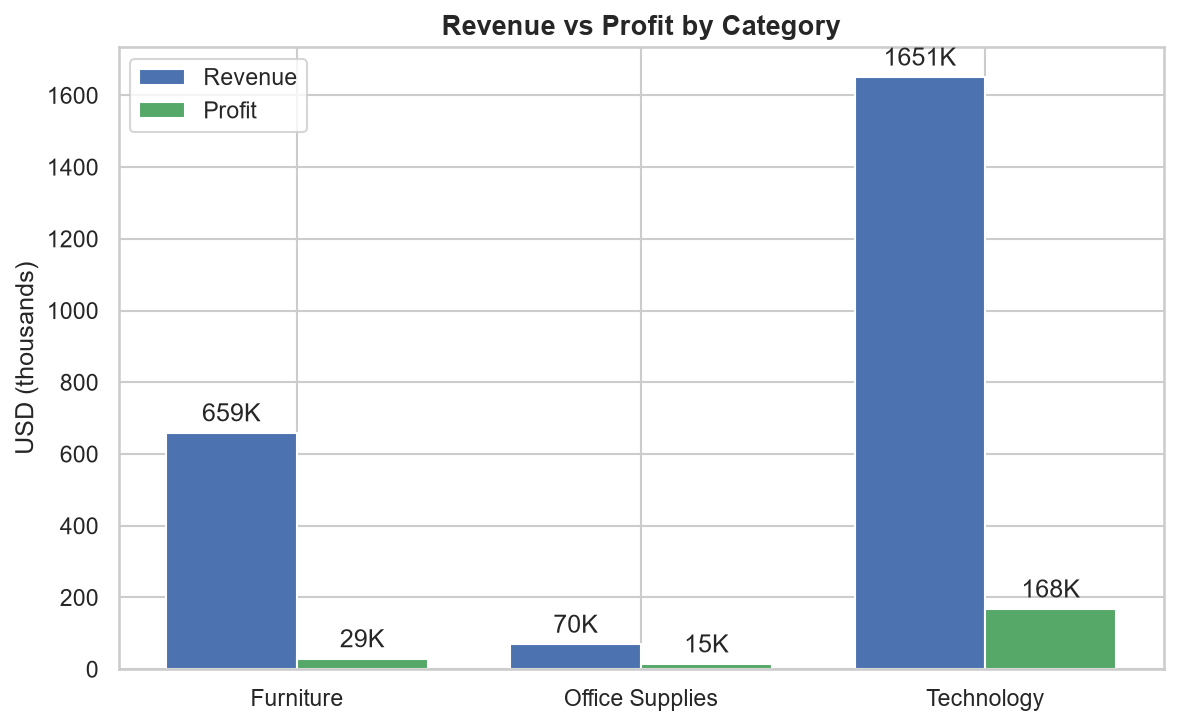 Revenue vs Profit by Category
Revenue
Profit
USD (thousands)
1600
1400
1200
1000
800
600
400
200
0
659K
29K
70K
15K
1651K
168K
Furniture
Office Supplies
Technology